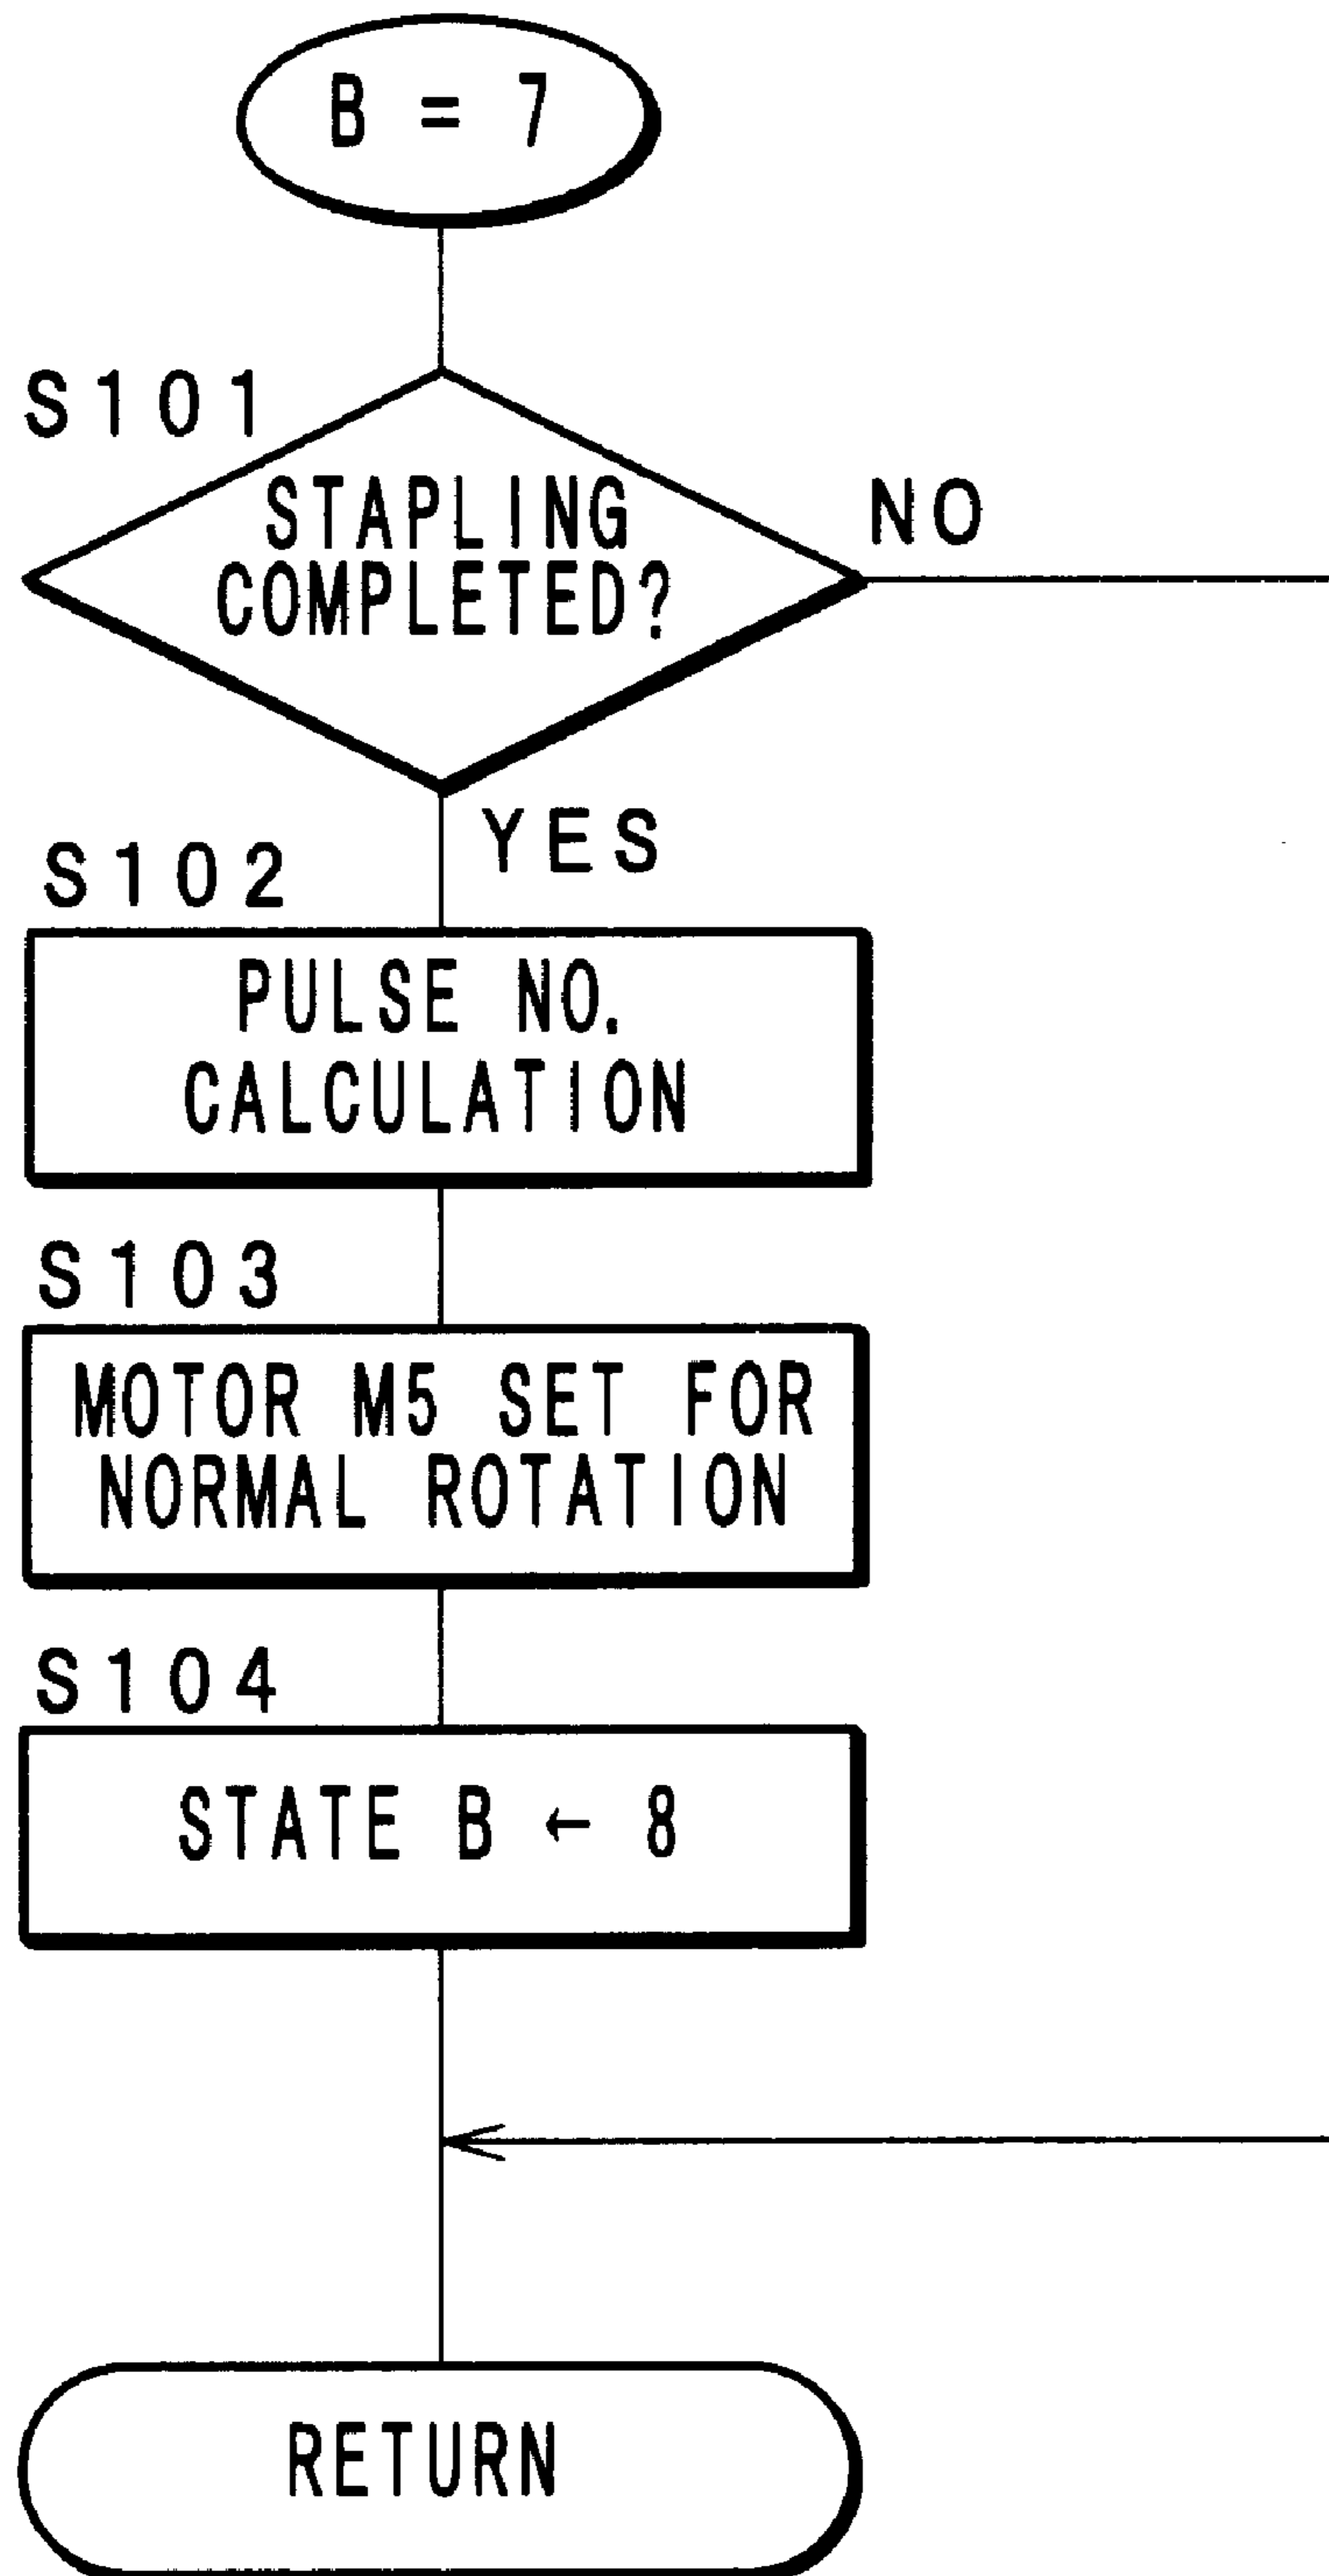 B = 7
S101
STAPLING
COMPLETED?
NO
YES
S102
PULSE NO.
CALCULATION
S103
MOTOR M5 SET FOR
NORMAL ROTATION
S104
STATE B ← 8
RETURN